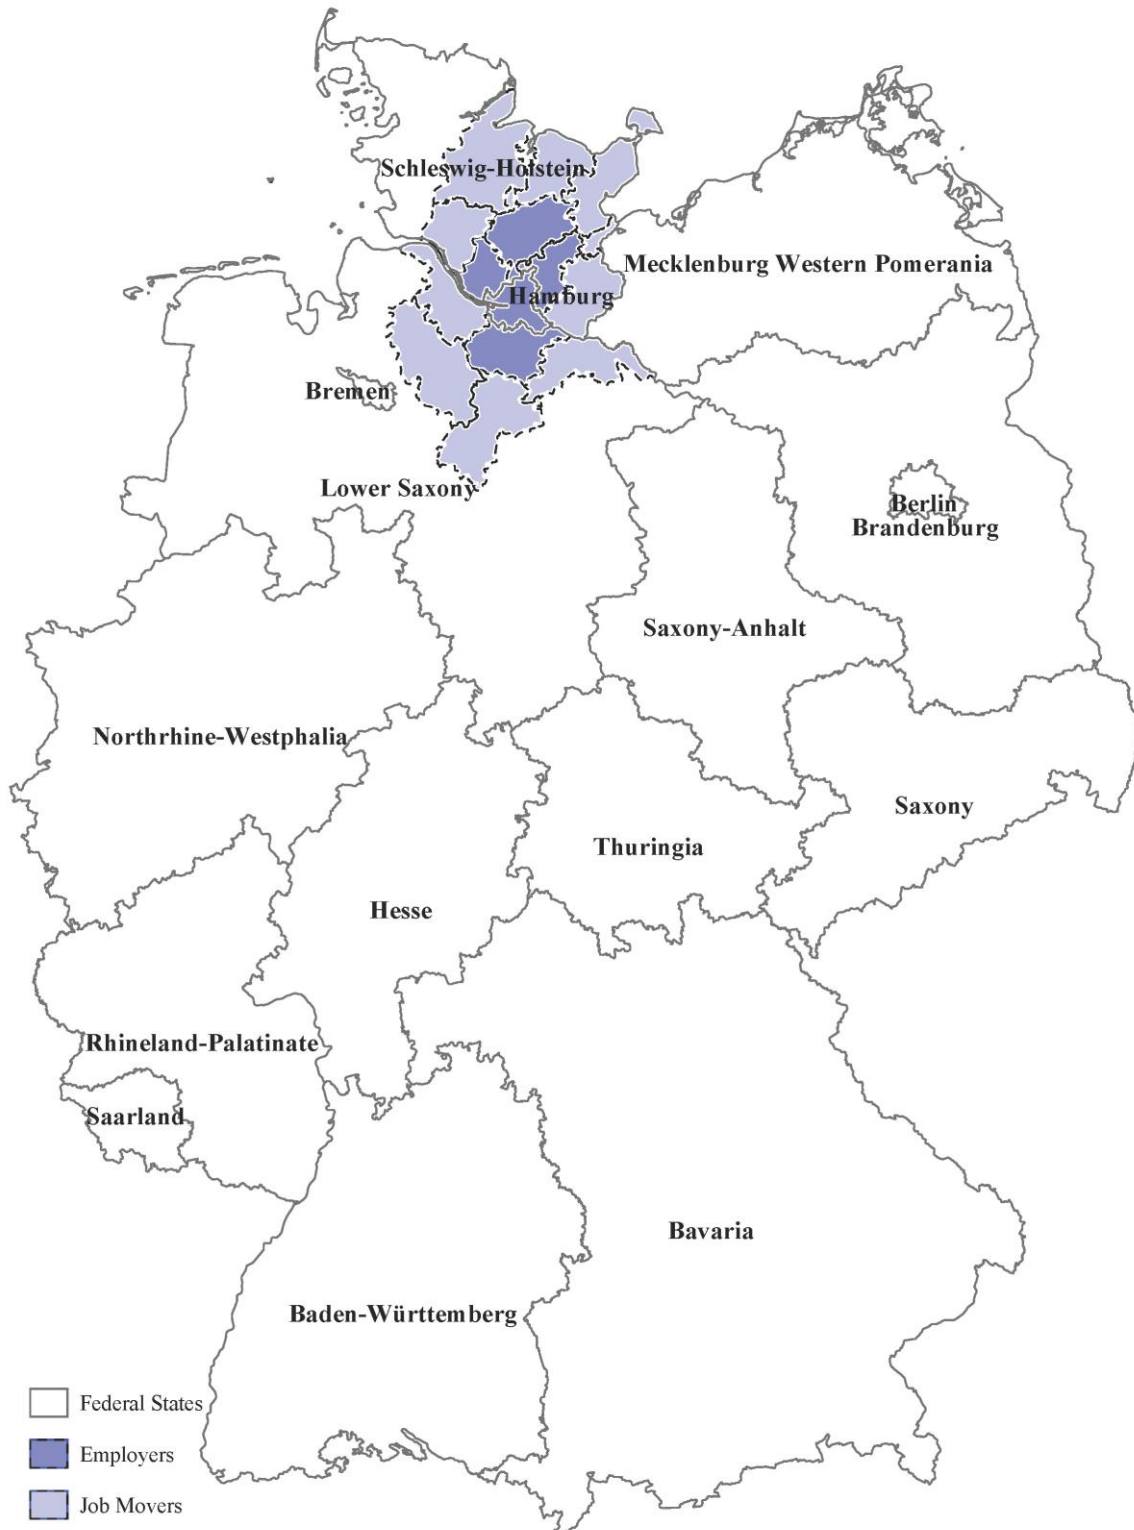 Schleswig-Holstein
Mecklenburg Western Pomerania
Hamburg
Bremen
Lower Saxony
Berlin
Brandenburg
Saxony-Anhalt
Northrhine-Westphalia
Saxony
Thuringia
Hesse
Rhineland-Palatinate
Saarland
Bavaria
Baden-Württemberg
Federal States
Employers
Job Movers